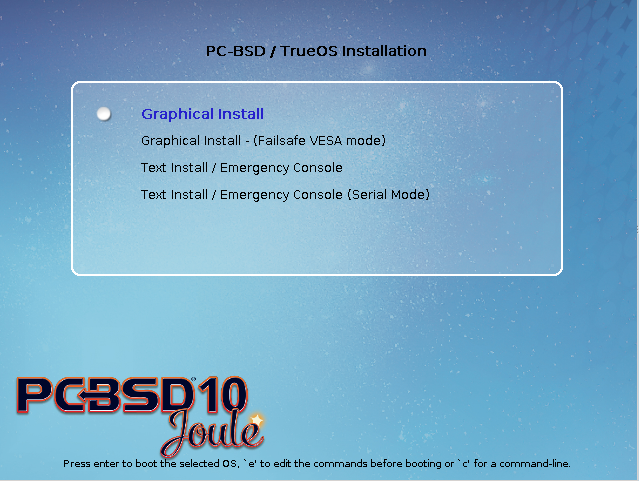 PC-BSD / TrueOS Installation
Graphical Install
Graphical Install - (Failsafe VESA mode)
Text Install / Emergency Console
Text Install / Emergency Console (Serial Mode)
PCBSD® 10
Joule
Press enter to boot the selected OS, `e' to edit the commands before booting or `c' for a command-line.